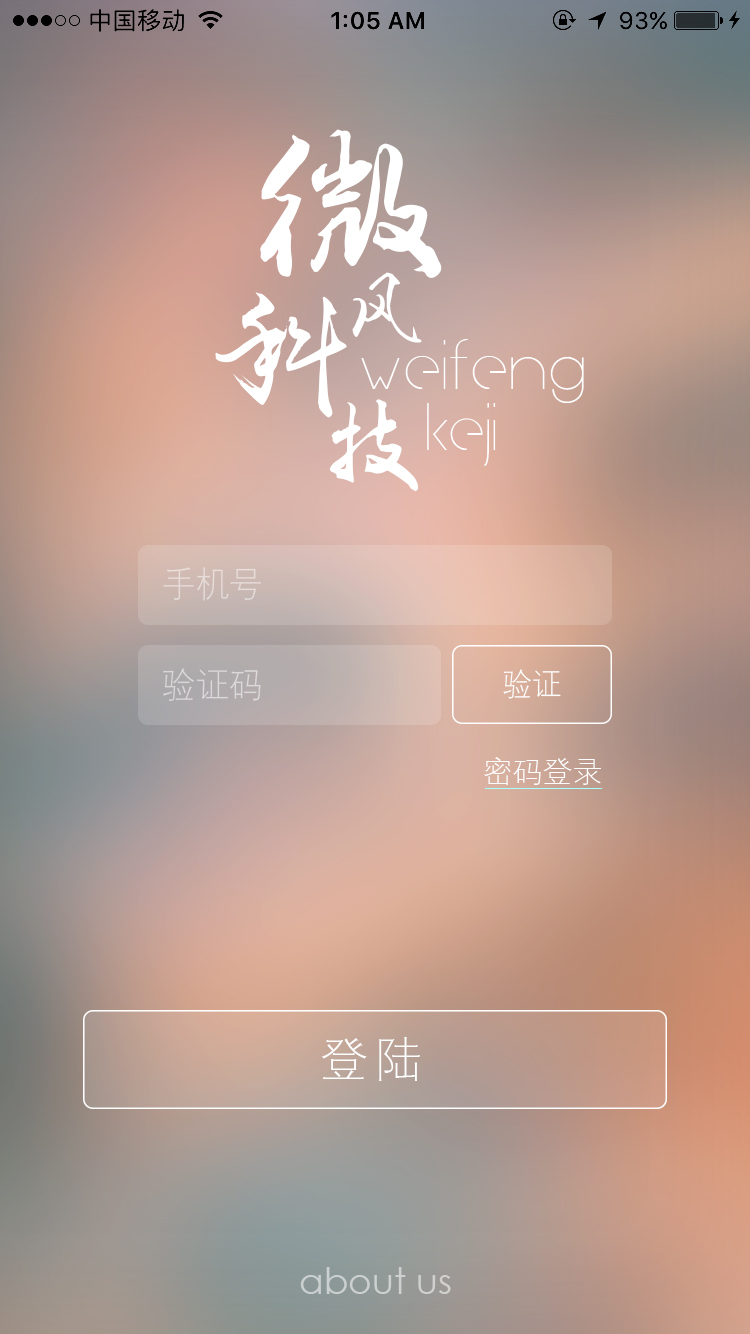 中国移动 1:05 AM 93%
微
风
科
技
weifeng
keji
手机号
验证码 验证
密码登录
登陆
about us